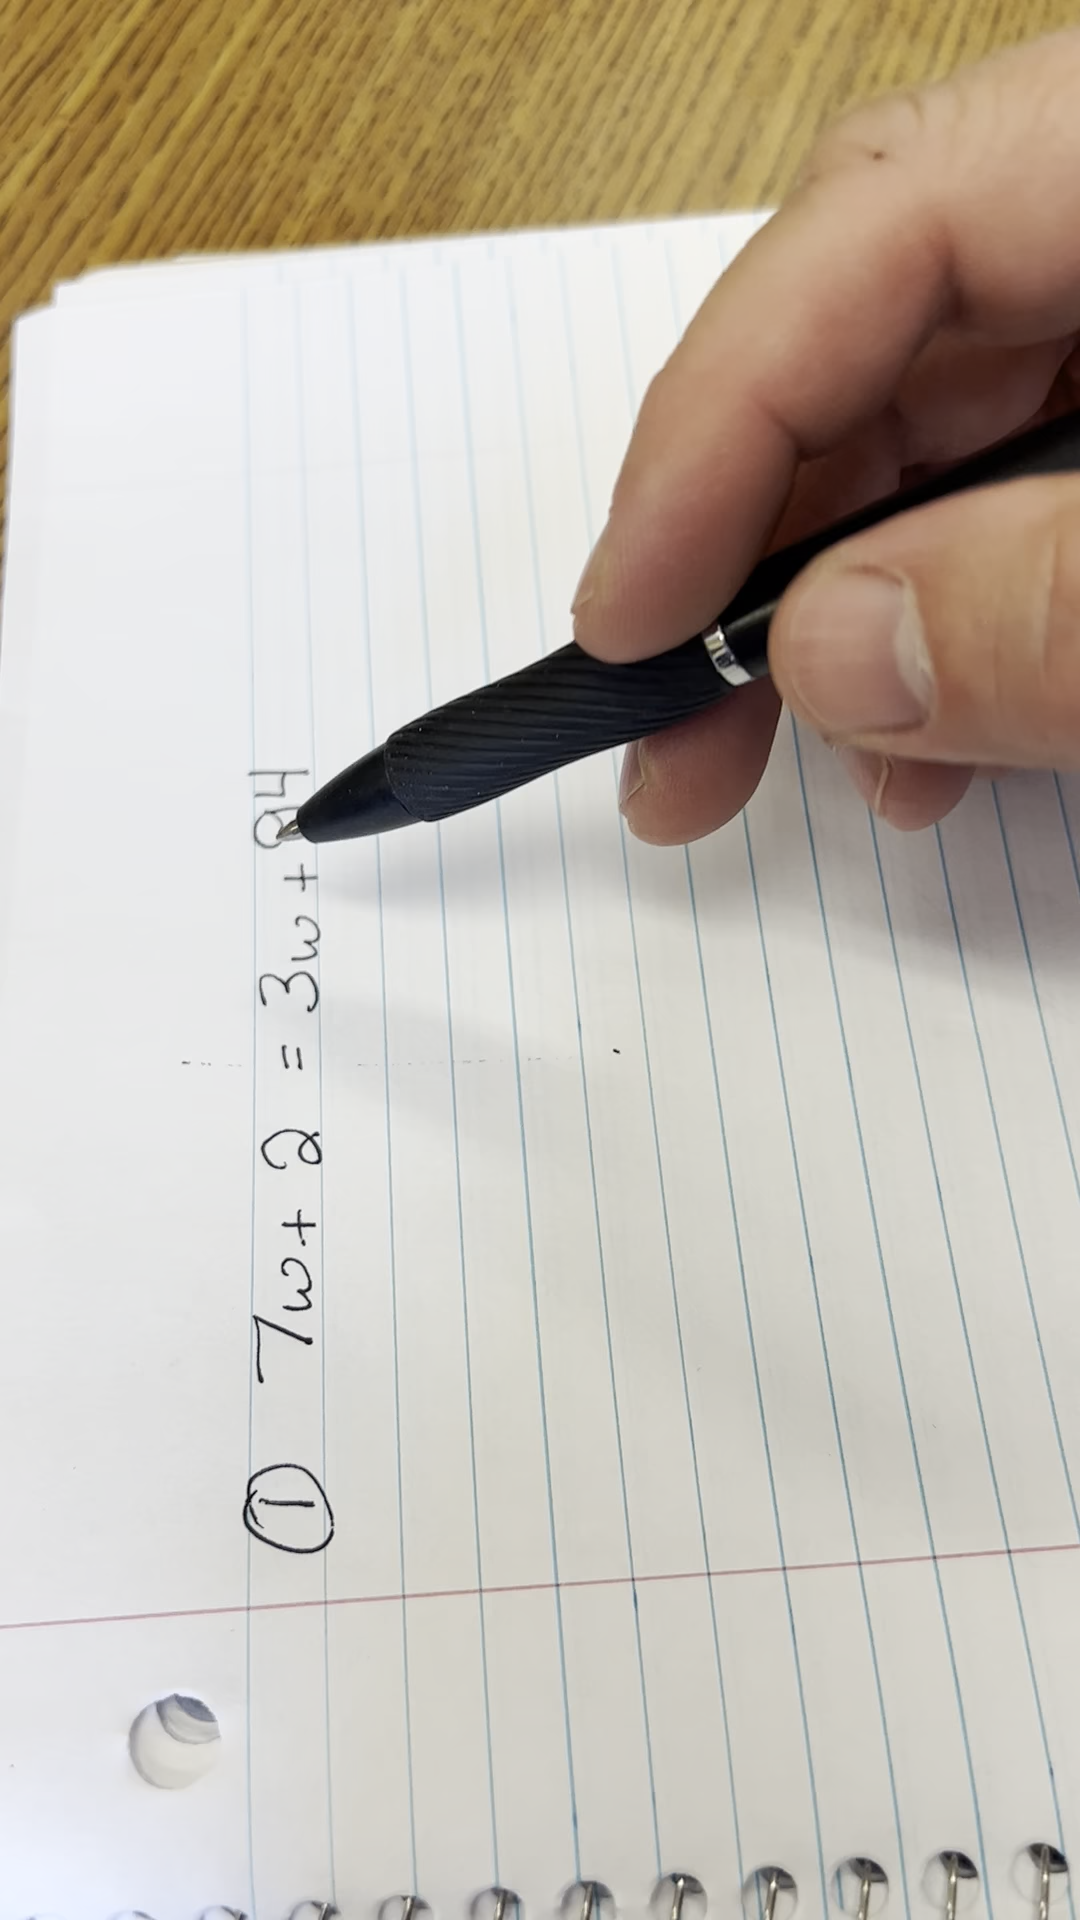 ① 7w + 2 = 3w + 94